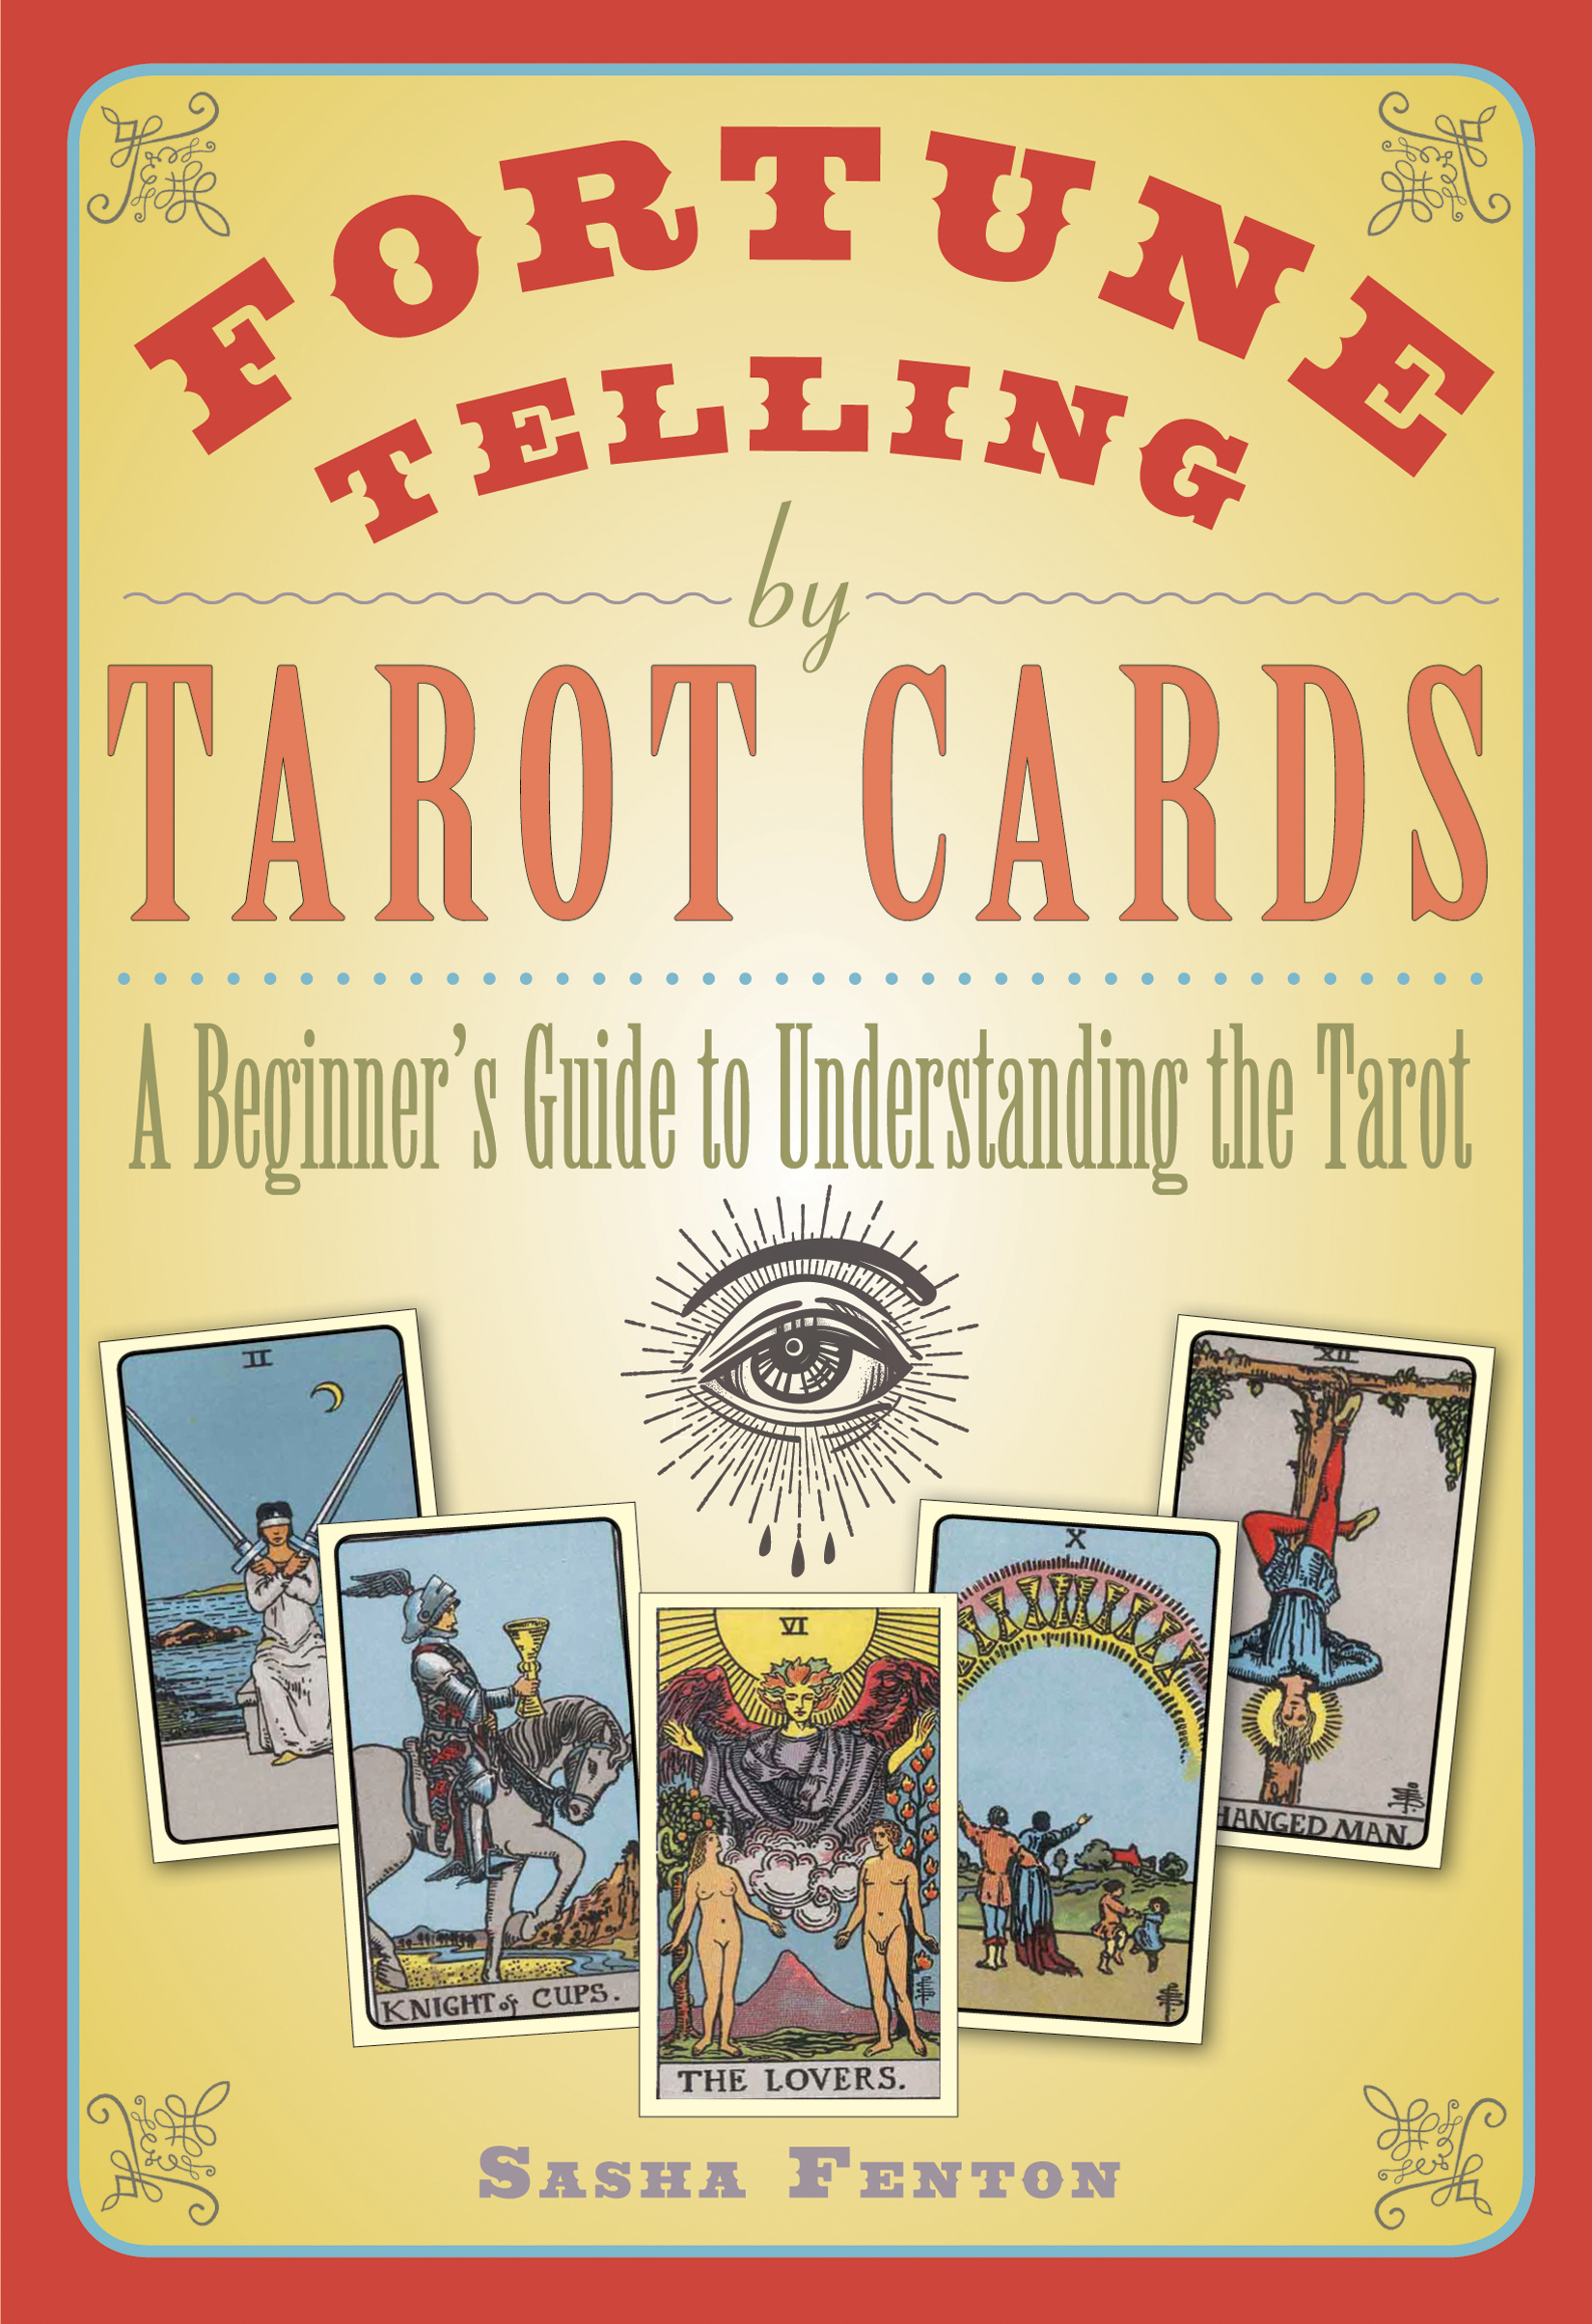 FORTUNE
TELLING
by
TAROT CARDS
A Beginner's Guide to Understanding the Tarot
II
XII
X
VI
HANGED MAN.
KNIGHT of CUPS.
THE LOVERS.
SASHA FENTON